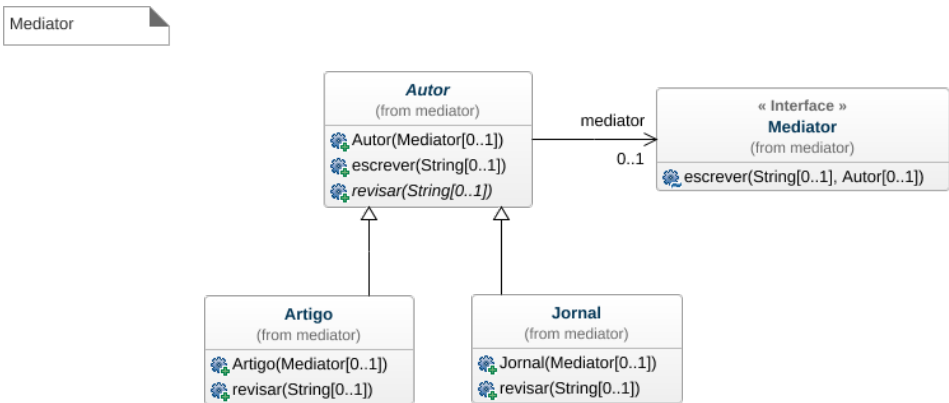 Mediator
Autor
(from mediator)
Autor(Mediator[0..1])
escrever(String[0..1])
revisar(String[0..1])
mediator
0..1
« Interface »
Mediator
(from mediator)
escrever(String[0..1], Autor[0..1])
Artigo
(from mediator)
Artigo(Mediator[0..1])
revisar(String[0..1])
Jornal
(from mediator)
Jornal(Mediator[0..1])
revisar(String[0..1])